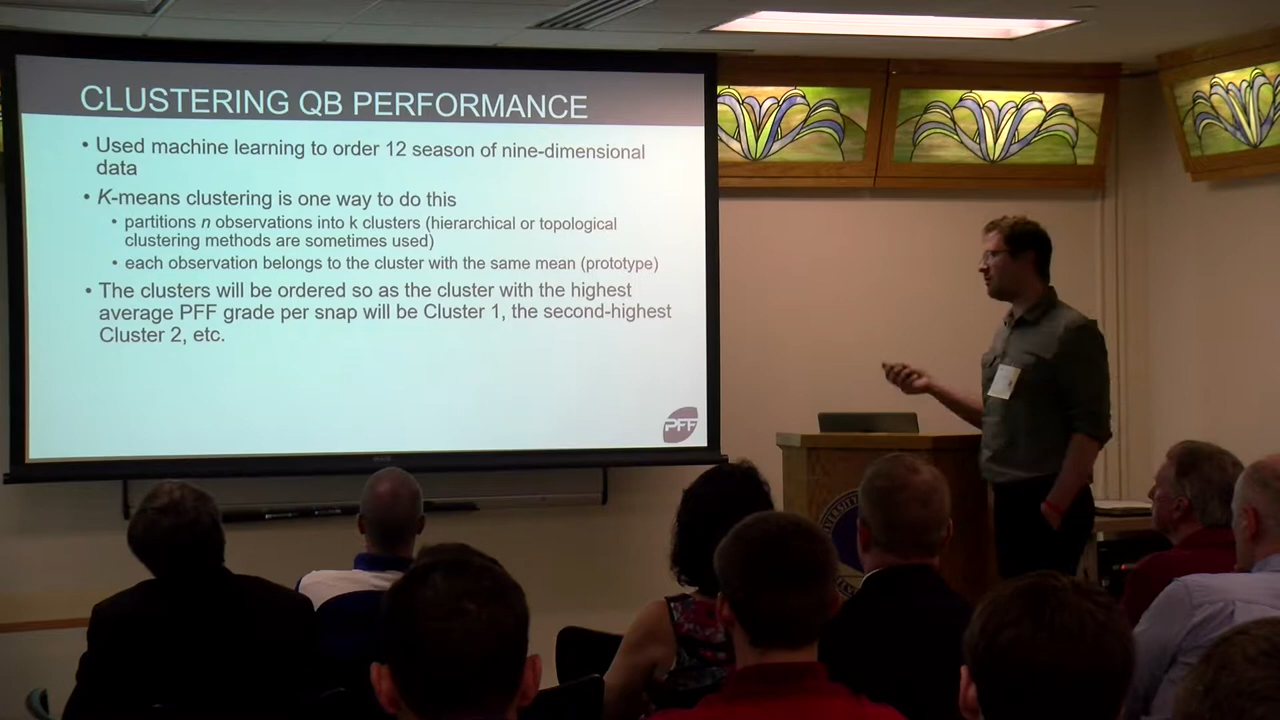 CLUSTERING QB PERFORMANCE
• Used machine learning to order 12 season of nine-dimensional
data
• K-means clustering is one way to do this
• partitions n observations into k clusters (hierarchical or topological
clustering methods are sometimes used)
• each observation belongs to the cluster with the same mean (prototype)
• The clusters will be ordered so as the cluster with the highest
average PFF grade per snap will be Cluster 1, the second-highest
Cluster 2, etc.
PFF